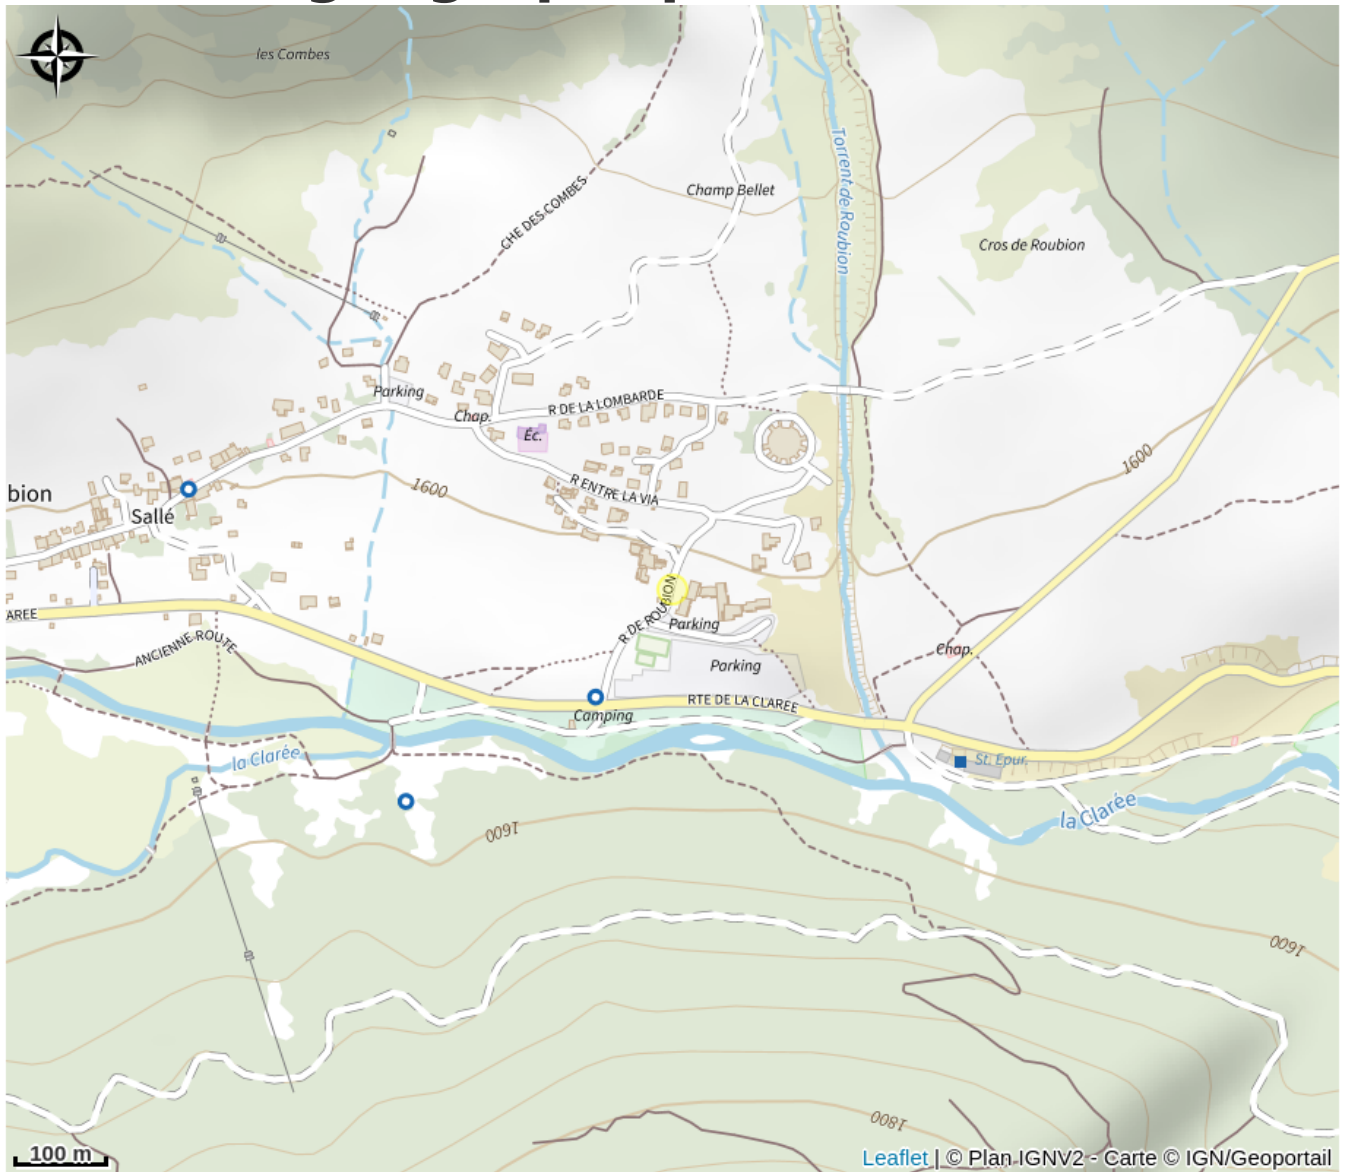 les Combes
Torrent de Roubion
Champ Bellet
CHE DES COMBES
Cros de Roubion
Parking
R DE LA LOMBARDE
Chap.
Éc.
1600
R ENTRE LA VIA
1600
bion
Sallé
R DE ROUBION
AREE
Parking
ANCIENNE ROUTE
Chap.
Parking
RTE DE LA CLAREE
Camping
la Clarée
St. Epur.
la Clarée
1600
1600
1800
100 m
Leaflet | © Plan IGNV2 - Carte © IGN/Geoportail